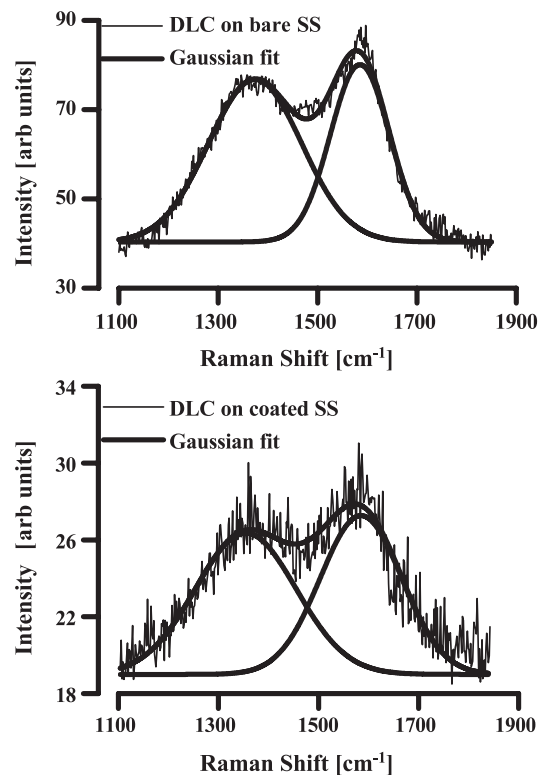 90
DLC on bare SS
Gaussian fit
70
50
30
Intensity [arb units]
1100 1300 1500 1700 1900
Raman Shift [cm⁻¹]
34
DLC on coated SS
Gaussian fit
30
26
22
18
Intensity [arb units]
1100 1300 1500 1700 1900
Raman Shift [cm⁻¹]